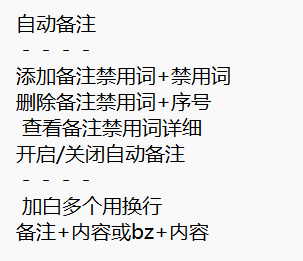 自动备注
- - - -
添加备注禁用词+禁用词
删除备注禁用词+序号
查看备注禁用词详细
开启/关闭自动备注
- - - -
加白多个用换行
备注+内容或bz+内容